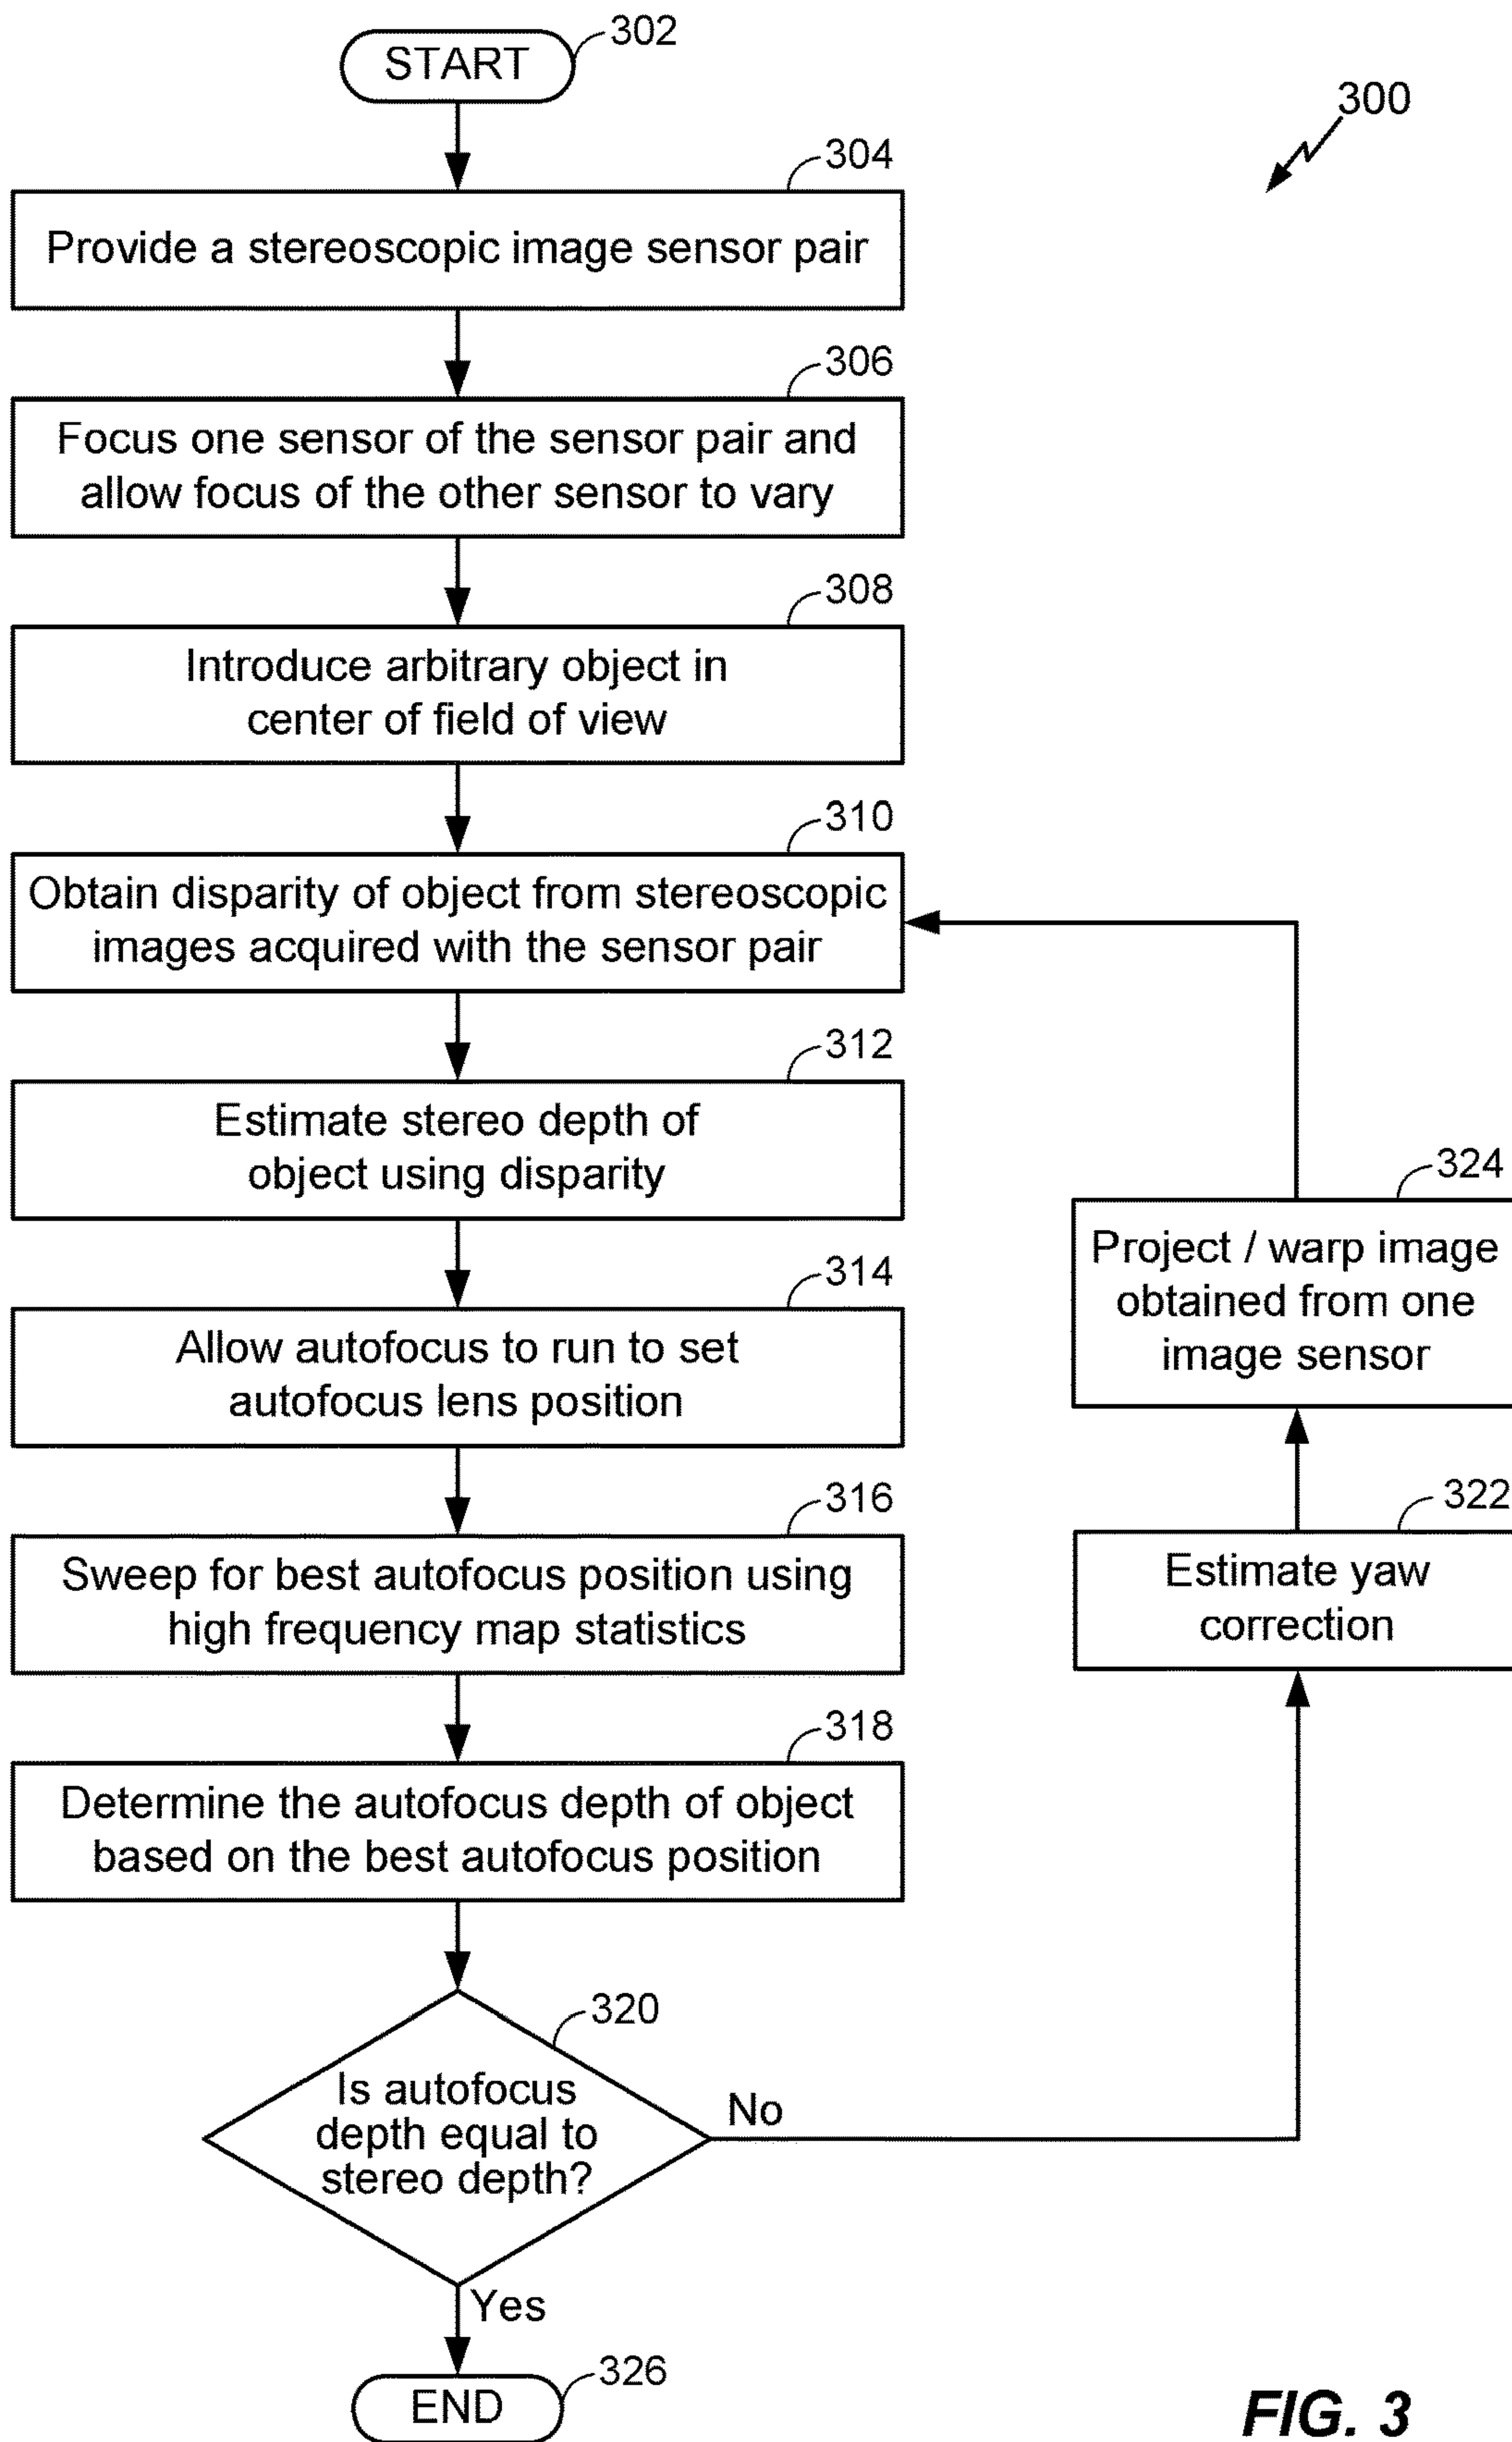 START
302
300
304
Provide a stereoscopic image sensor pair
306
Focus one sensor of the sensor pair and
allow focus of the other sensor to vary
308
Introduce arbitrary object in
center of field of view
310
Obtain disparity of object from stereoscopic
images acquired with the sensor pair
312
Estimate stereo depth of
object using disparity
314
Allow autofocus to run to set
autofocus lens position
316
Sweep for best autofocus position using
high frequency map statistics
318
Determine the autofocus depth of object
based on the best autofocus position
320
Is autofocus
depth equal to
stereo depth?
No
322
Estimate yaw
correction
324
Project / warp image
obtained from one
image sensor
Yes
326
END
FIG. 3